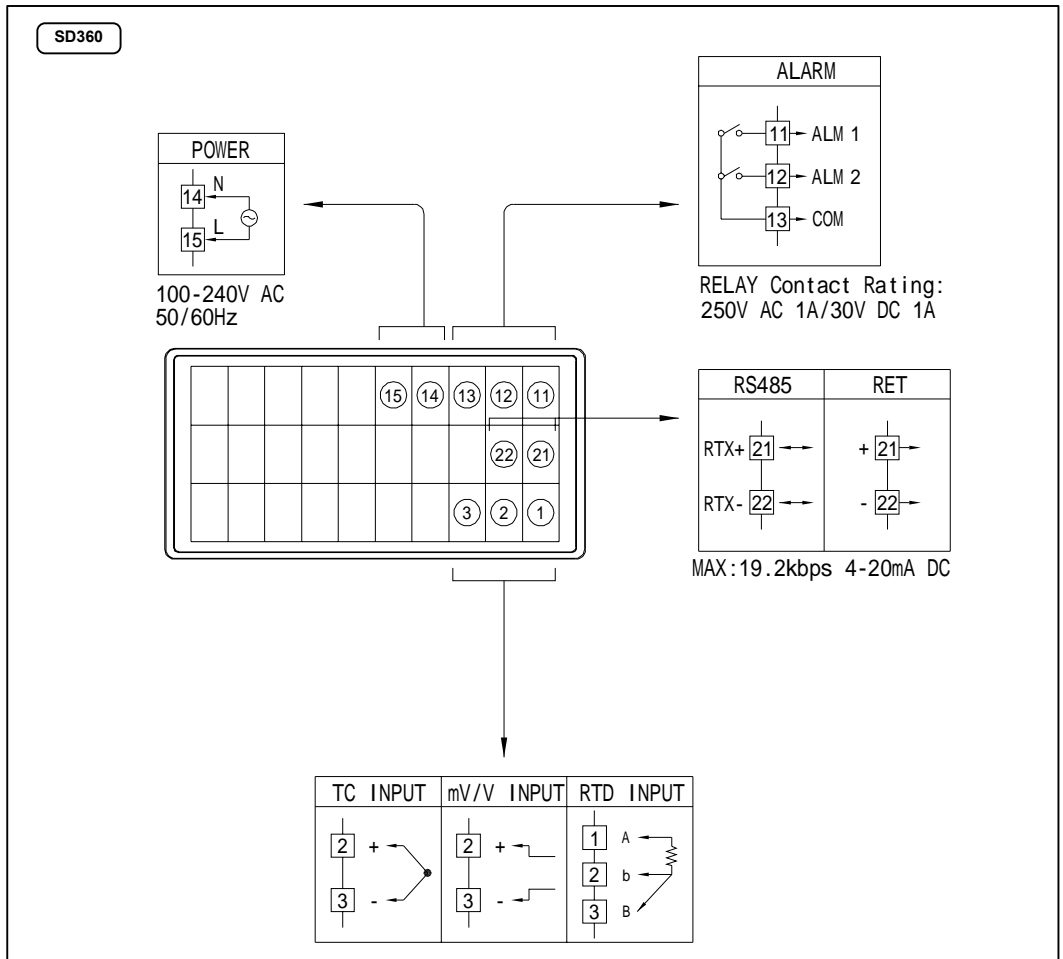 SD360
POWER
14 N
15 L
100-240V AC
50/60Hz
ALARM
11 ALM 1
12 ALM 2
13 COM
RELAY Contact Rating:
250V AC 1A/30V DC 1A
15 14 13 12 11
22 21
3 2 1
RS485 RET
RTX+ 21 + 21
RTX- 22 - 22
MAX:19.2kbps 4-20mA DC
TC INPUT mV/V INPUT RTD INPUT
2 + 2 + 1 A
2 b
3 - 3 - 3 B